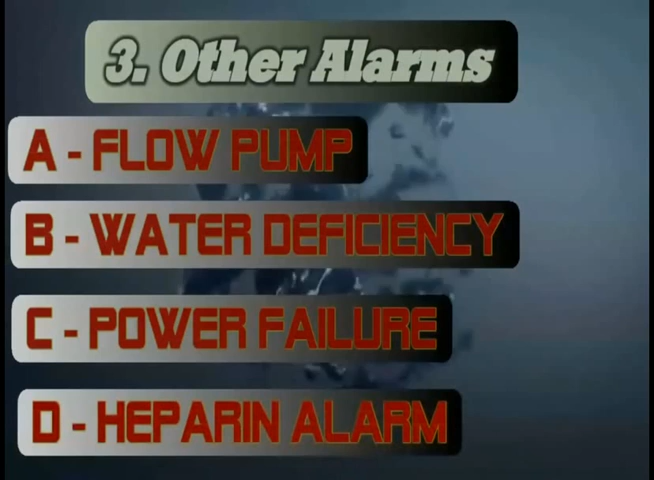 3. Other Alarms
A - FLOW PUMP
B - WATER DEFICIENCY
C - POWER FAILURE
D - HEPARIN ALARM